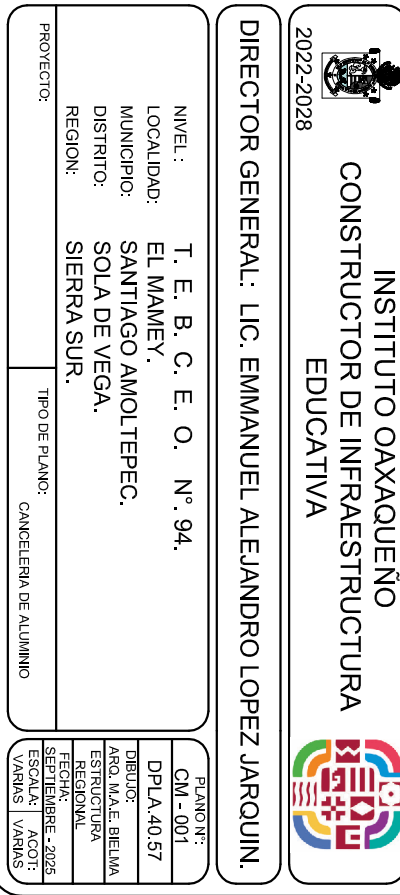 INSTITUTO OAXAQUEÑO
CONSTRUCTOR DE INFRAESTRUCTURA
EDUCATIVA
2022-2028
DIRECTOR GENERAL: LIC. EMMANUEL ALEJANDRO LOPEZ JARQUIN.
NIVEL : T. E. B. C. E. O. N°. 94.
LOCALIDAD: EL MAMEY.
MUNICIPIO: SANTIAGO AMOLTEPEC.
DISTRITO: SOLA DE VEGA.
REGION: SIERRA SUR.
PROYECTO:
TIPO DE PLANO:
CANCELERIA DE ALUMINIO
PLANO N°:
CM - 001
DPLA:40.57
DIBUJO:
ARQ. M.A.E. BIELMA
ESTRUCTURA
REGIONAL
FECHA:
SEPTIEMBRE - 2025
ESCALA: ACOT:
VARIAS VARIAS